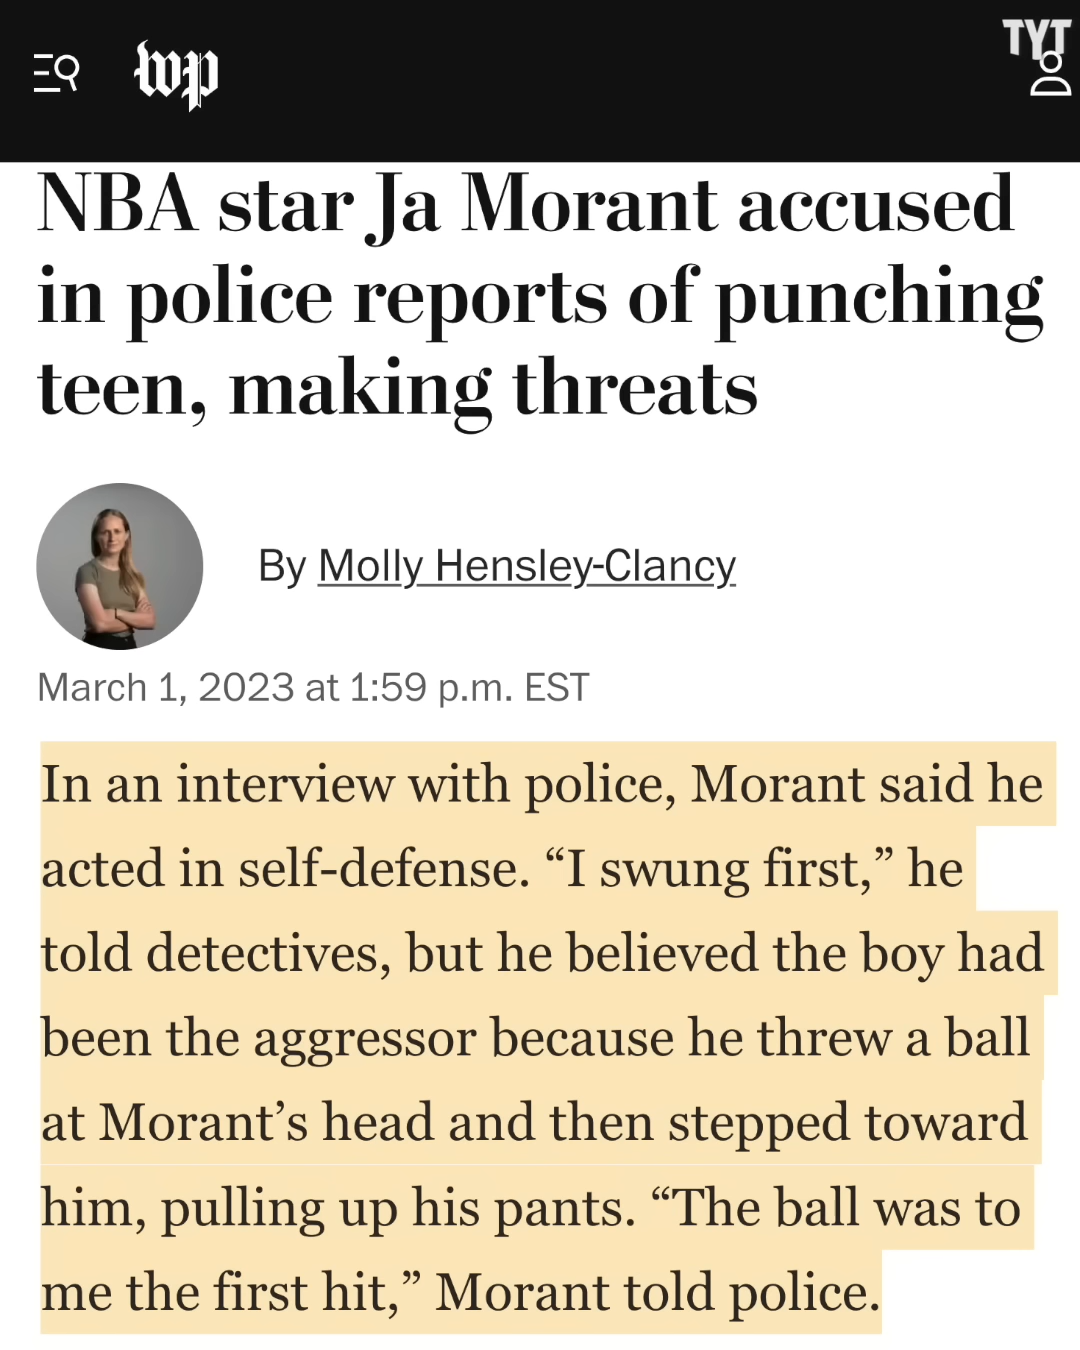 wp
TYT
NBA star Ja Morant accused
in police reports of punching
teen, making threats
By Molly Hensley-Clancy
March 1, 2023 at 1:59 p.m. EST
In an interview with police, Morant said he
acted in self-defense. “I swung first,” he
told detectives, but he believed the boy had
been the aggressor because he threw a ball
at Morant’s head and then stepped toward
him, pulling up his pants. “The ball was to
me the first hit,” Morant told police.